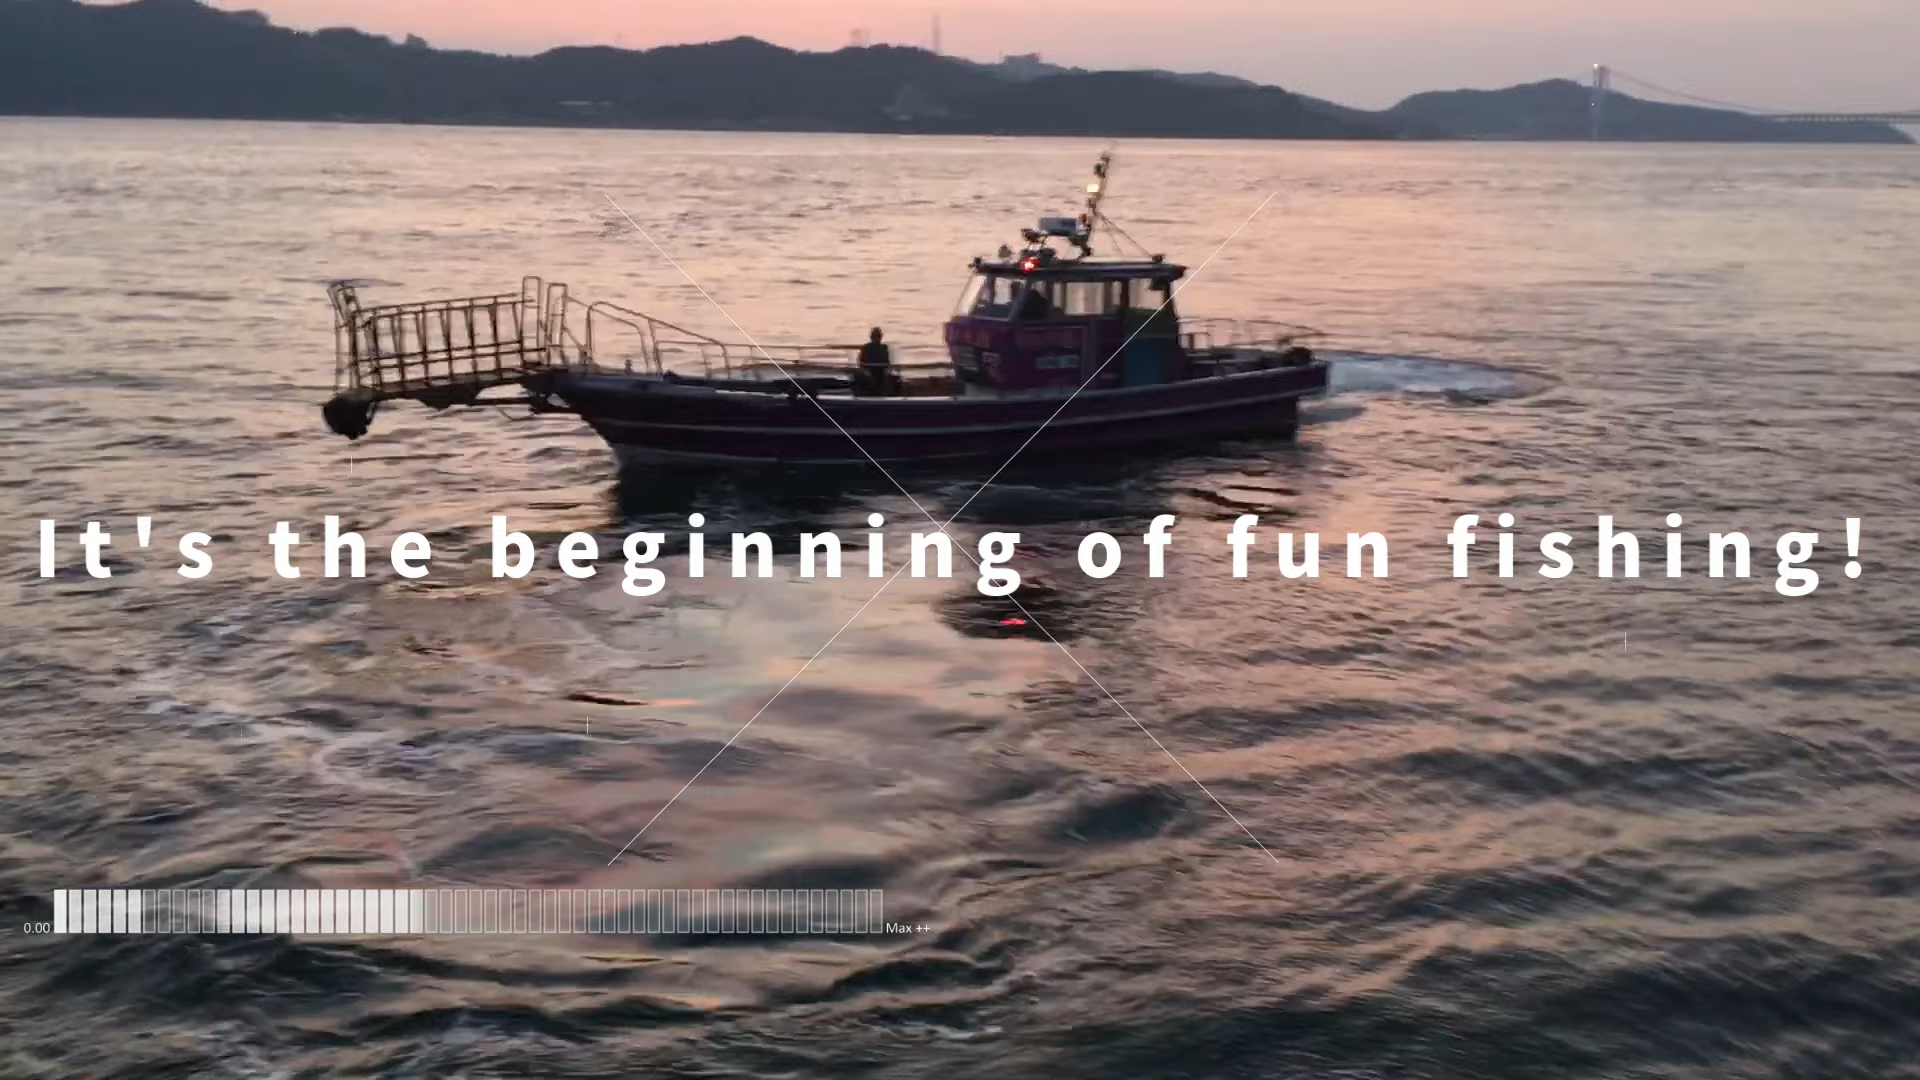 It's the beginning of fun fishing!
0.00
Max ++